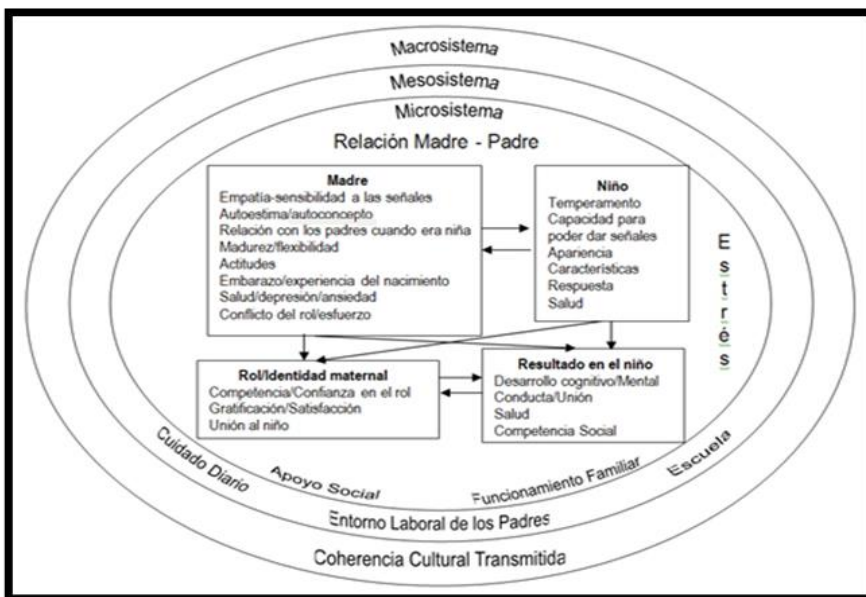 Macrosistema
Mesosistema
Microsistema
Relación Madre - Padre
Madre
Empatía-sensibilidad a las señales
Autoestima/autoconcepto
Relación con los padres cuando era niña
Madurez/flexibilidad
Actitudes
Embarazo/experiencia del nacimiento
Salud/depresión/ansiedad
Conflicto del rol/esfuerzo
Niño
Temperamento
Capacidad para
poder dar señales
Apariencia
Características
Respuesta
Salud
Estrés
Rol/Identidad maternal
Competencia/Confianza en el rol
Gratificación/Satisfacción
Unión al niño
Resultado en el niño
Desarrollo cognitivo/Mental
Conducta/Unión
Salud
Competencia Social
Cuidado Diario
Apoyo Social
Funcionamiento Familiar
Escuela
Entorno Laboral de los Padres
Coherencia Cultural Transmitida